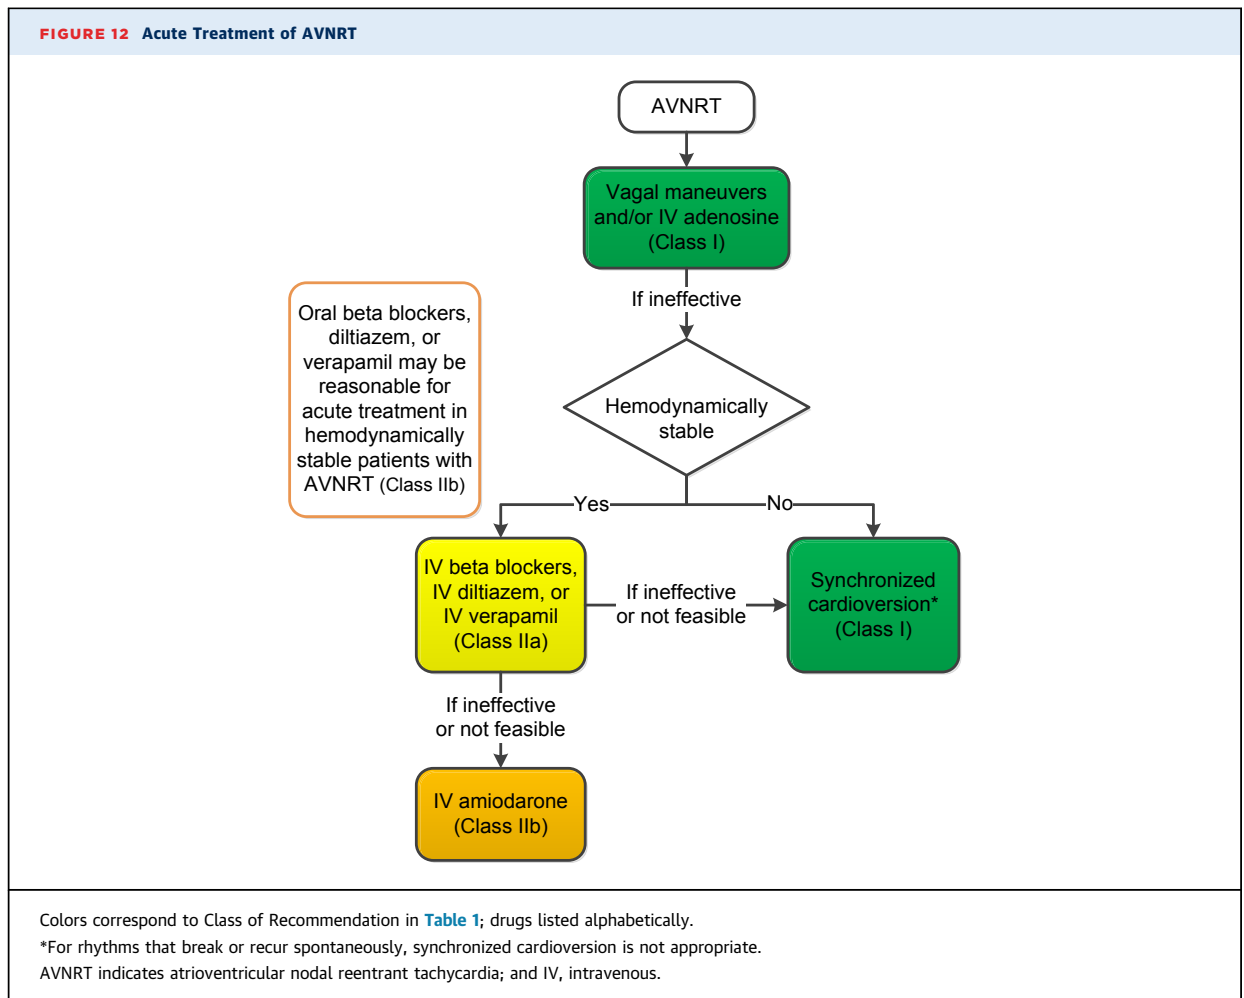 FIGURE 12 Acute Treatment of AVNRT
AVNRT
Vagal maneuvers
and/or IV adenosine
(Class I)
If ineffective
Oral beta blockers,
diltiazem, or
verapamil may be
reasonable for
acute treatment in
hemodynamically
stable patients with
AVNRT (Class IIb)
Hemodynamically
stable
Yes
No
IV beta blockers,
IV diltiazem, or
IV verapamil
(Class IIa)
If ineffective
or not feasible
Synchronized
cardioversion*
(Class I)
If ineffective
or not feasible
IV amiodarone
(Class IIb)
Colors correspond to Class of Recommendation in Table 1; drugs listed alphabetically.
*For rhythms that break or recur spontaneously, synchronized cardioversion is not appropriate.
AVNRT indicates atrioventricular nodal reentrant tachycardia; and IV, intravenous.